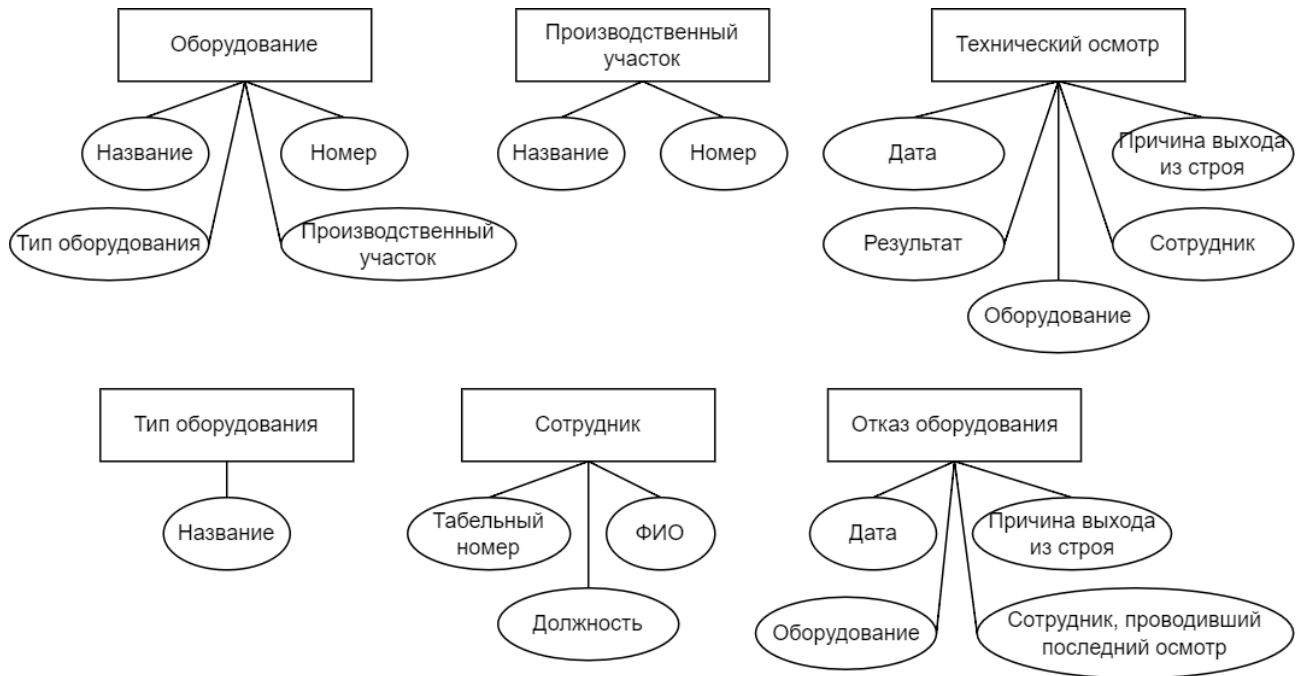 Оборудование
Название
Номер
Тип оборудования
Производственный
участок
Производственный
участок
Название
Номер
Технический осмотр
Дата
Причина выхода
из строя
Результат
Сотрудник
Оборудование
Тип оборудования
Название
Сотрудник
Табельный
номер
ФИО
Должность
Отказ оборудования
Дата
Причина выхода
из строя
Оборудование
Сотрудник, проводивший
последний осмотр